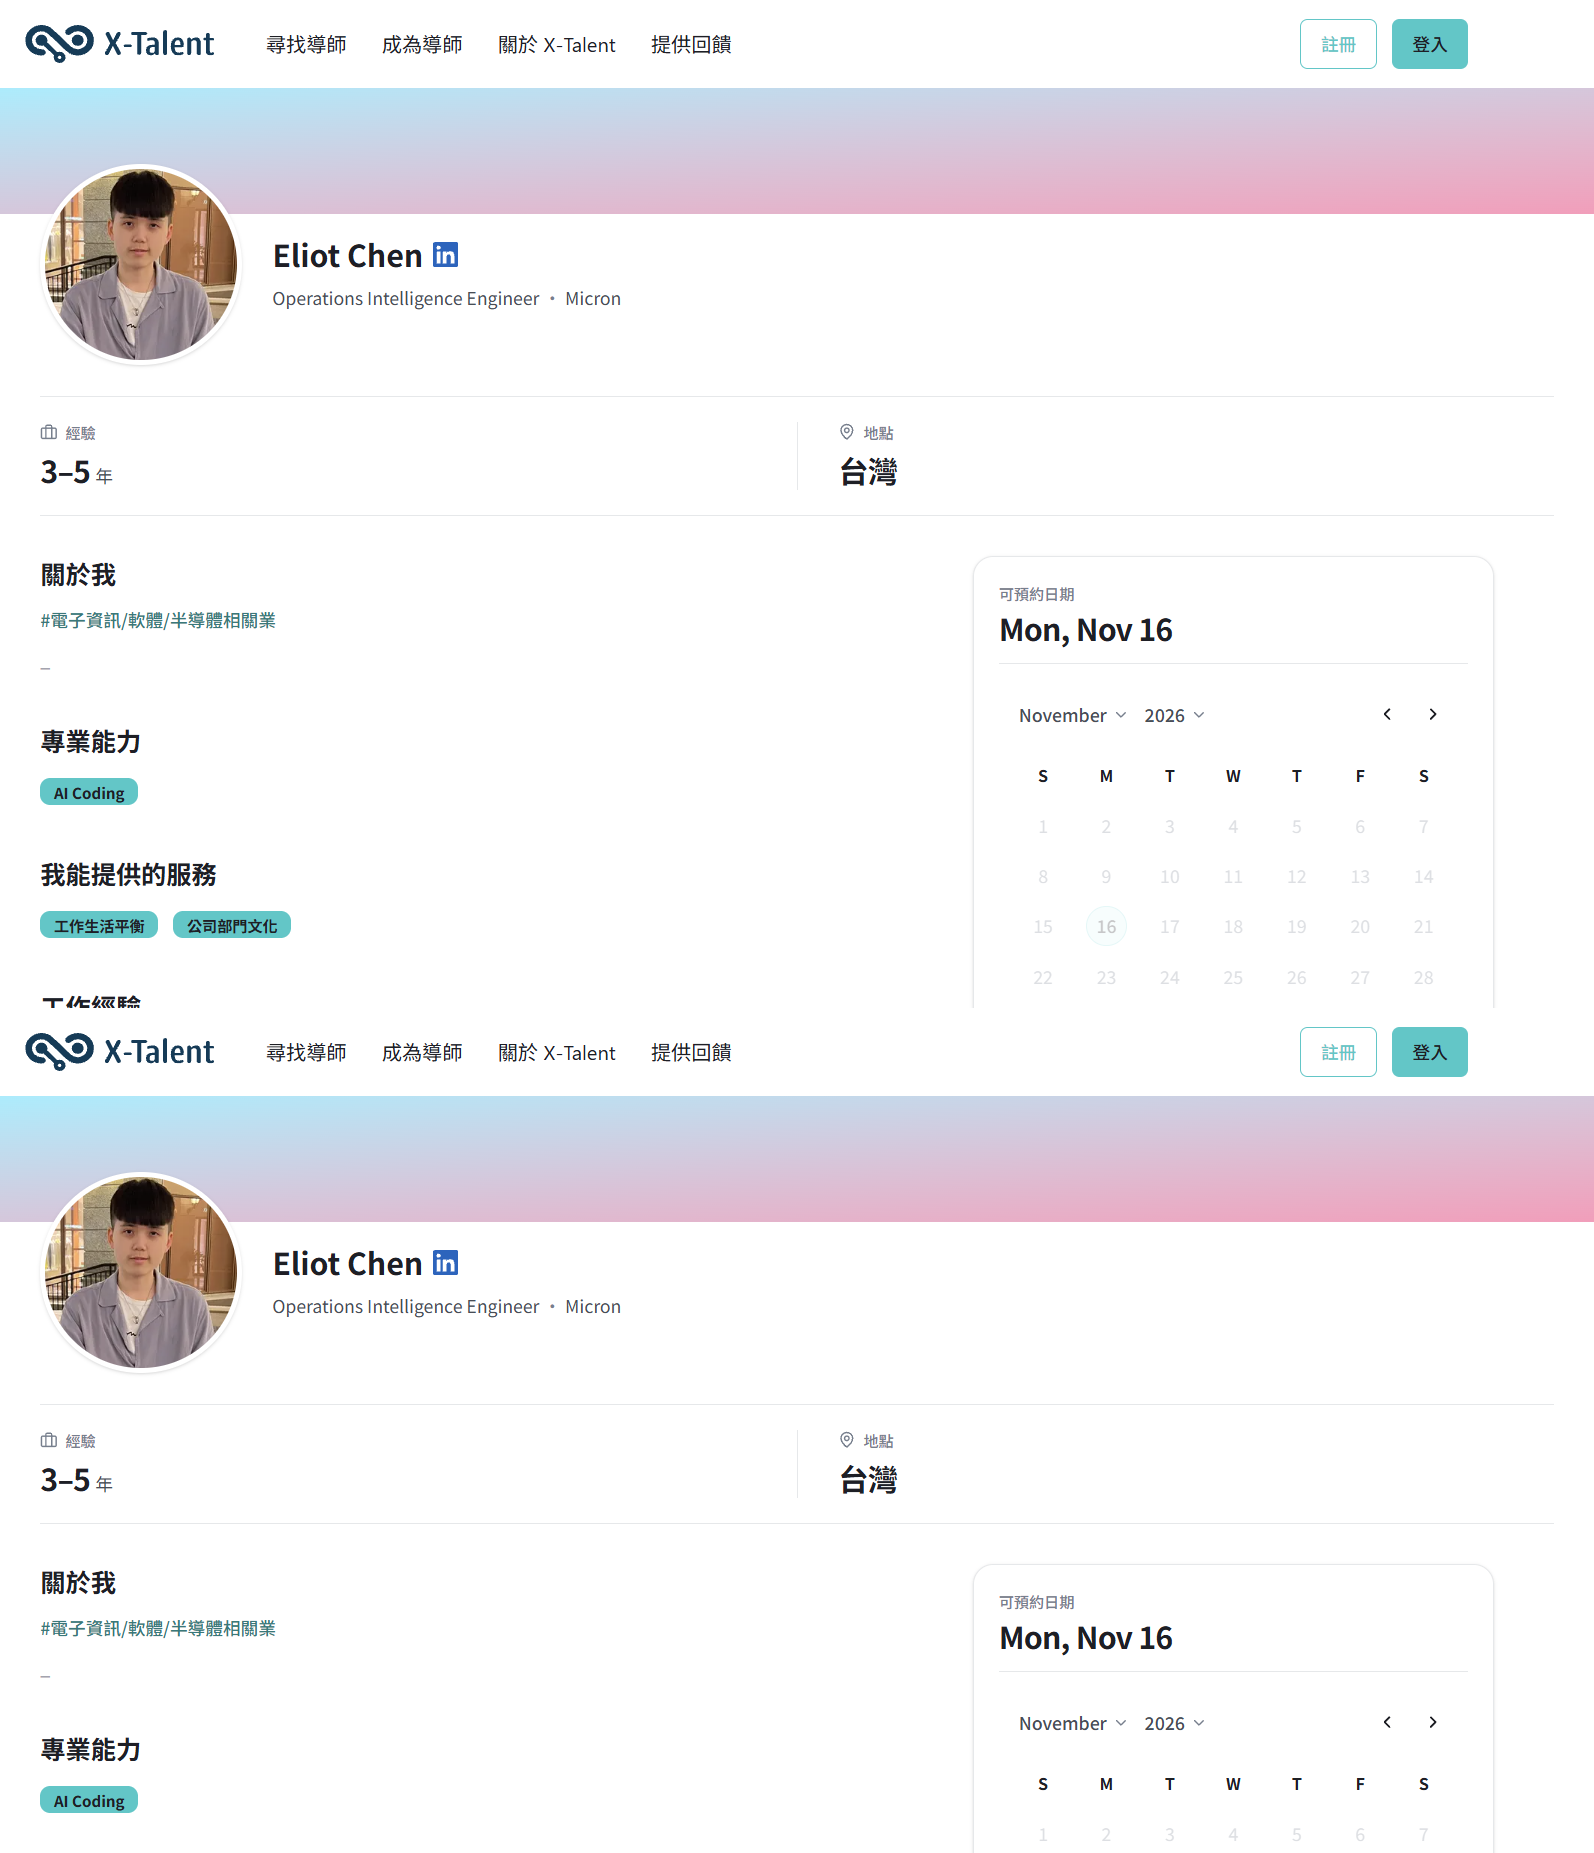 X-Talent 尋找導師 成為導師 關於 X-Talent 提供回饋 註冊 登入
Eliot Chen in
Operations Intelligence Engineer • Micron
經驗
3–5 年
地點
台灣
關於我
#電子資訊/軟體/半導體相關業
–
專業能力
AI Coding
我能提供的服務
工作生活平衡 公司部門文化
工作經驗
可預約日期
Mon, Nov 16
November 2026
S M T W T F S
1 2 3 4 5 6 7
8 9 10 11 12 13 14
15 16 17 18 19 20 21
22 23 24 25 26 27 28
X-Talent 尋找導師 成為導師 關於 X-Talent 提供回饋 註冊 登入
Eliot Chen in
Operations Intelligence Engineer • Micron
經驗
3–5 年
地點
台灣
關於我
#電子資訊/軟體/半導體相關業
–
專業能力
AI Coding
可預約日期
Mon, Nov 16
November 2026
S M T W T F S
1 2 3 4 5 6 7